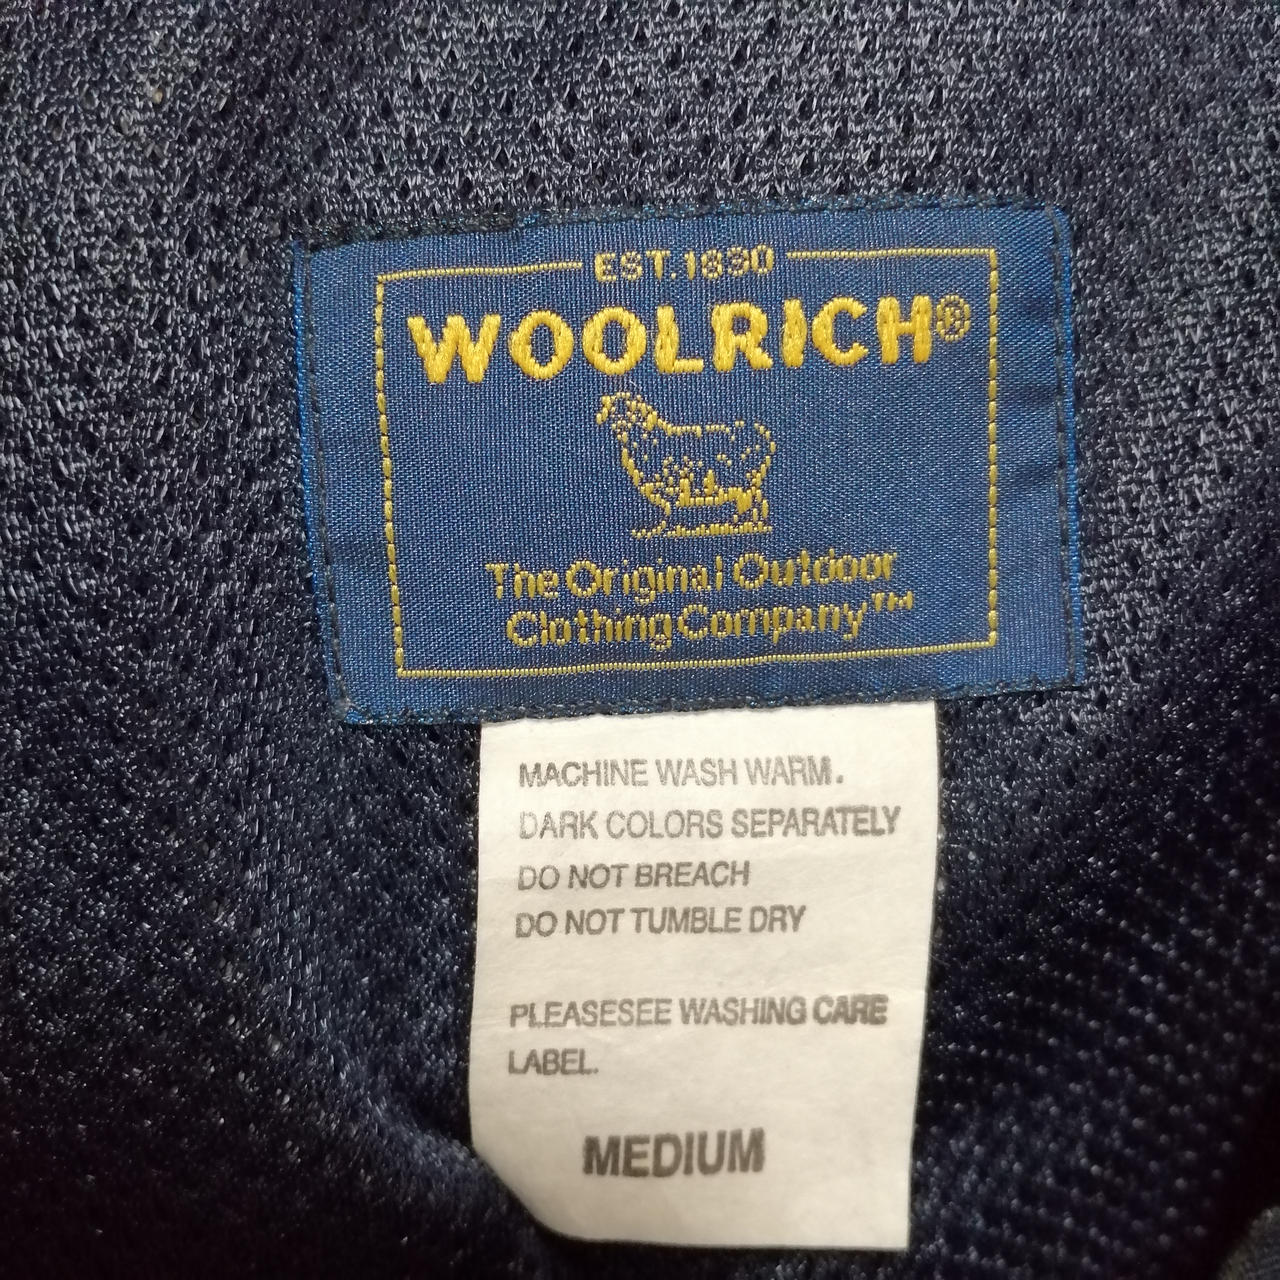 EST. 1830
WOOLRICH®
The Original Outdoor
Clothing Company™
MACHINE WASH WARM.
DARK COLORS SEPARATELY
DO NOT BREACH
DO NOT TUMBLE DRY
PLEASESEE WASHING CARE
LABEL.
MEDIUM